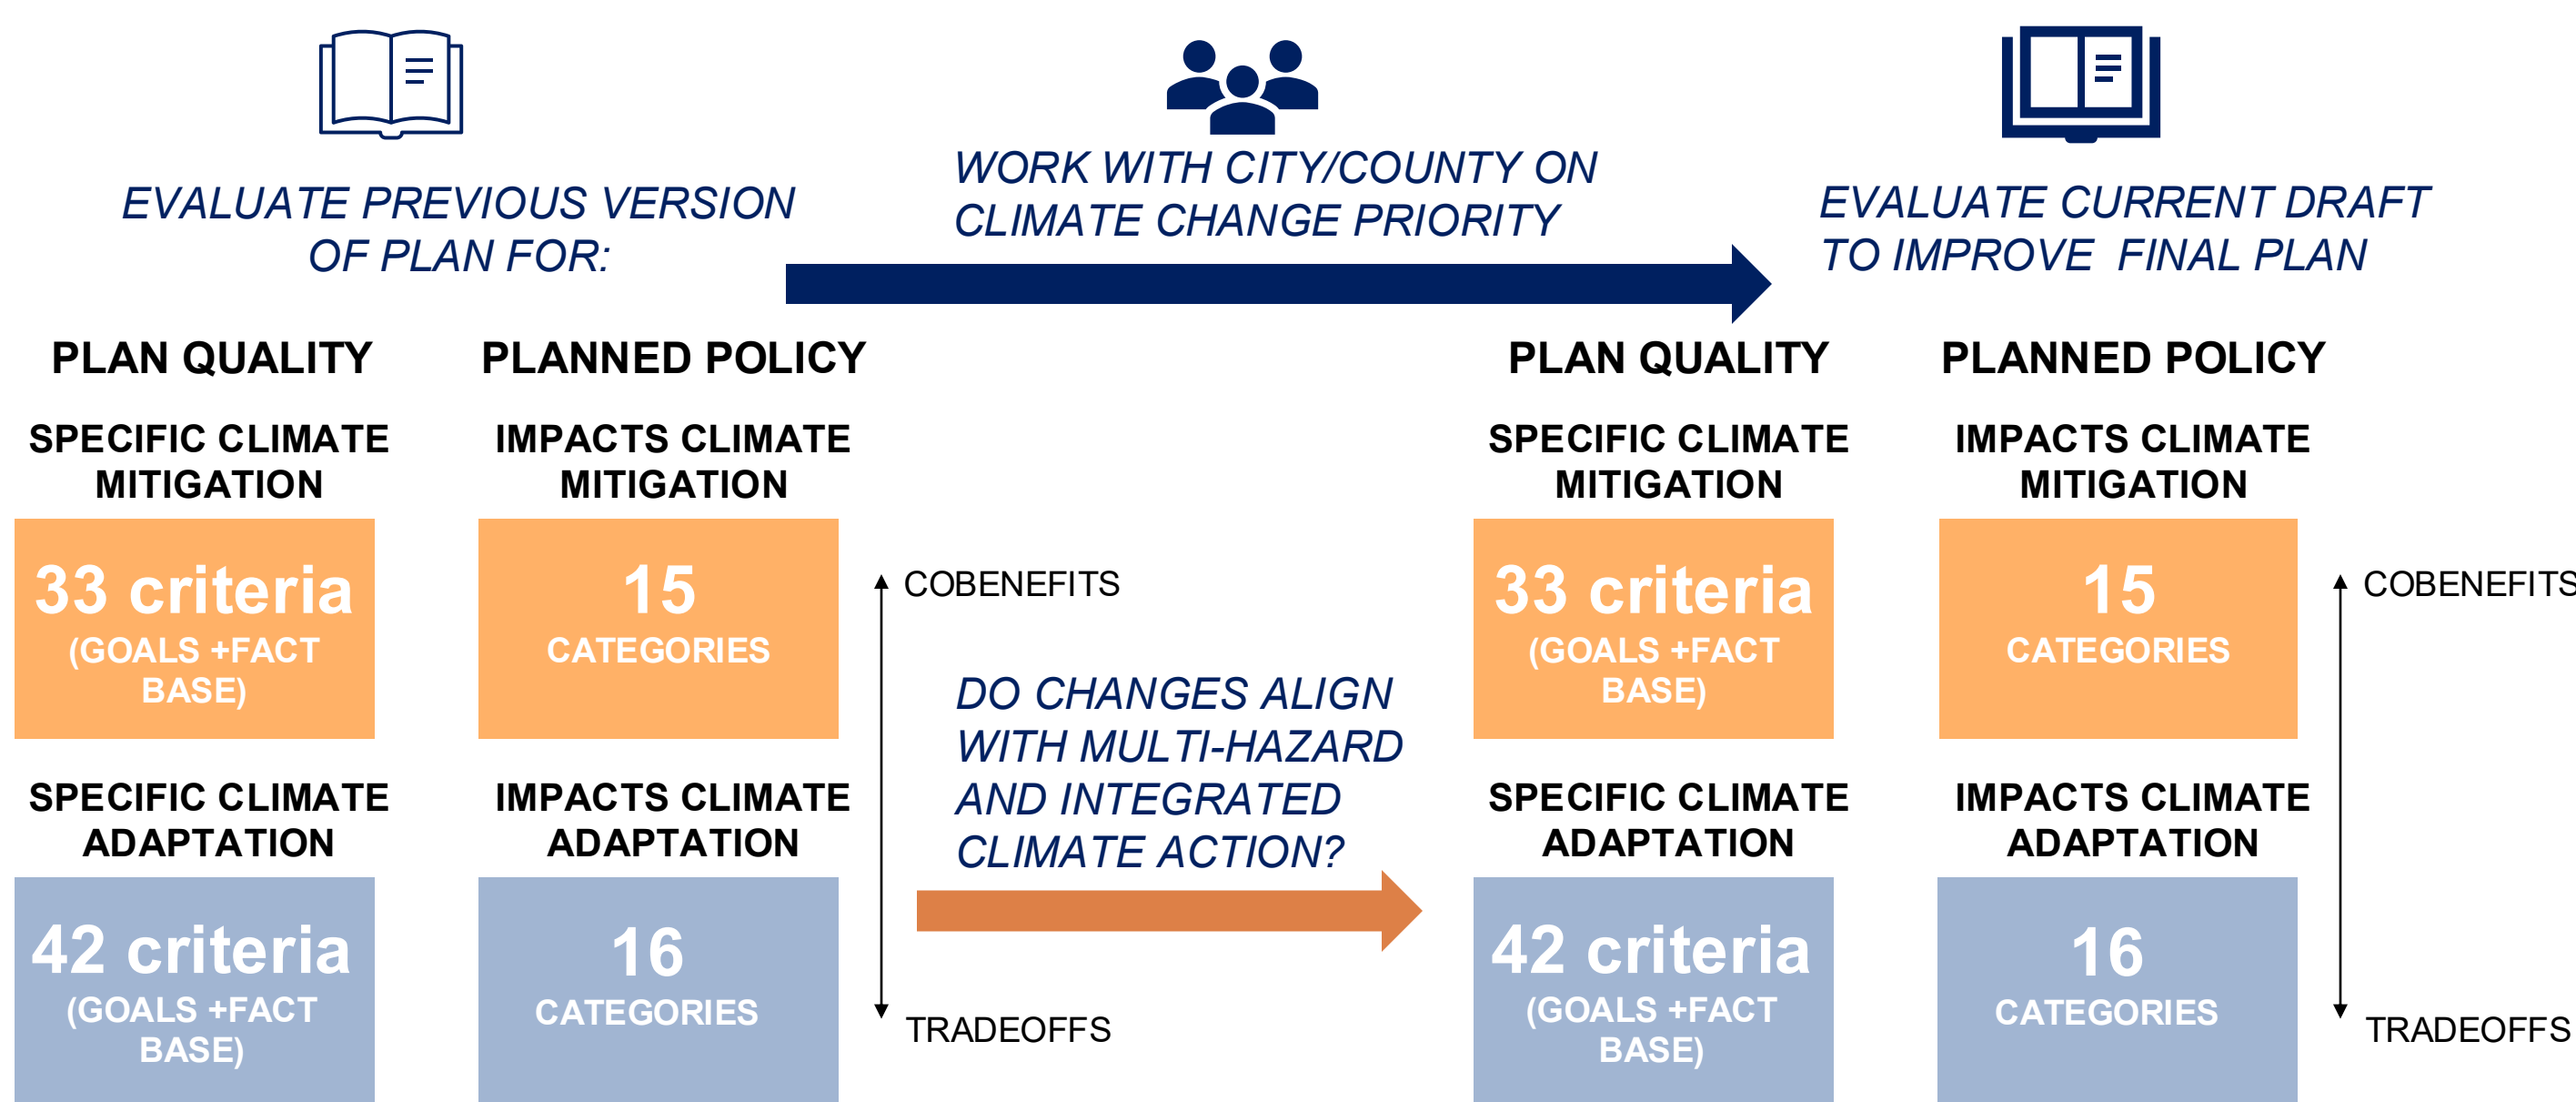 EVALUATE PREVIOUS VERSION
OF PLAN FOR:
WORK WITH CITY/COUNTY ON
CLIMATE CHANGE PRIORITY
EVALUATE CURRENT DRAFT
TO IMPROVE FINAL PLAN
PLAN QUALITY
SPECIFIC CLIMATE
MITIGATION
33 criteria
(GOALS +FACT
BASE)
SPECIFIC CLIMATE
ADAPTATION
42 criteria
(GOALS +FACT
BASE)
PLANNED POLICY
IMPACTS CLIMATE
MITIGATION
15
CATEGORIES
IMPACTS CLIMATE
ADAPTATION
16
CATEGORIES
COBENEFITS
TRADEOFFS
DO CHANGES ALIGN
WITH MULTI-HAZARD
AND INTEGRATED
CLIMATE ACTION?
PLAN QUALITY
SPECIFIC CLIMATE
MITIGATION
33 criteria
(GOALS +FACT
BASE)
SPECIFIC CLIMATE
ADAPTATION
42 criteria
(GOALS +FACT
BASE)
PLANNED POLICY
IMPACTS CLIMATE
MITIGATION
15
CATEGORIES
IMPACTS CLIMATE
ADAPTATION
16
CATEGORIES
COBENEFITS
TRADEOFFS